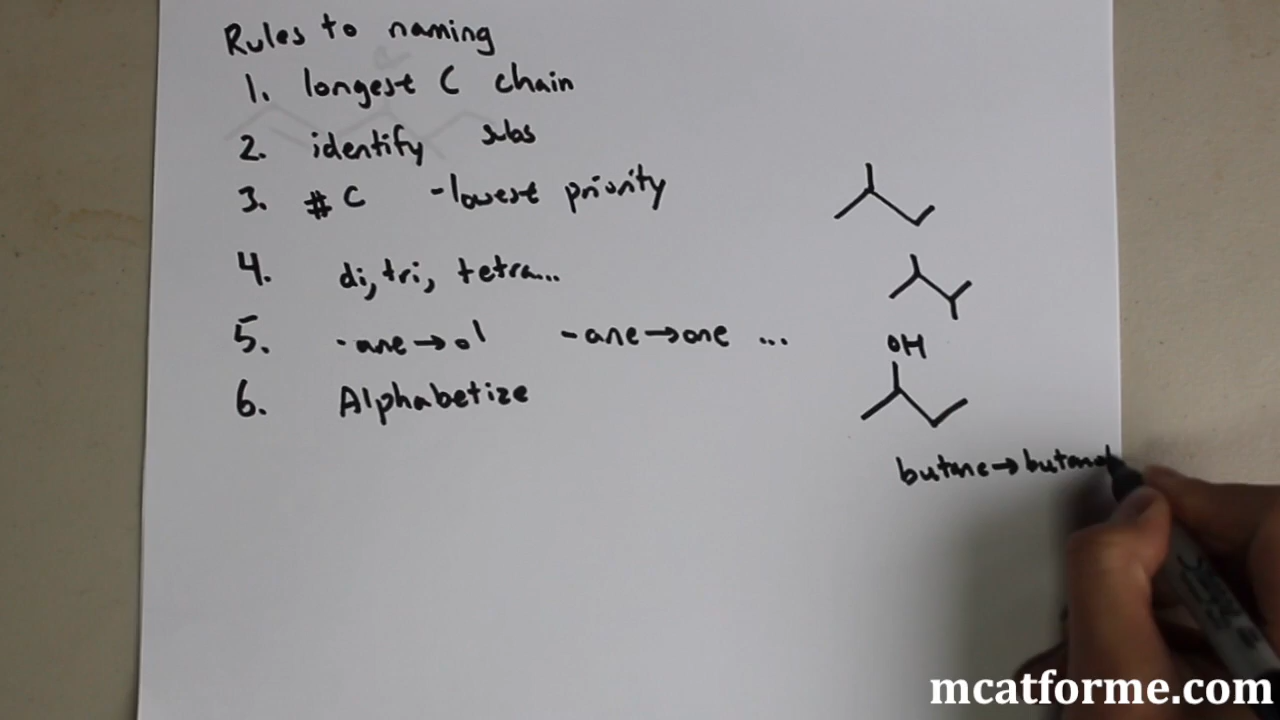 Rules to naming
1. longest C chain
2. identify subs
3. # C -lowest priority
4. di, tri, tetra...
5. -ane→ol -ane→one ...
6. Alphabetize
OH
butane→butanol
mcatforme.com